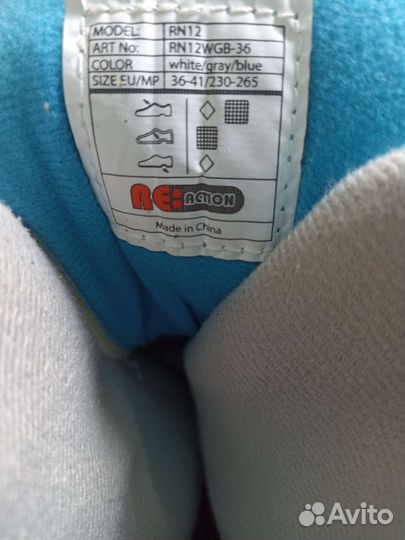 MODEL: RN12
ART No: RN12WGB-36
COLOR white/gray/blue
SIZE EU/MP 36-41/230-265
RE:ACTION
Made in China
Avito